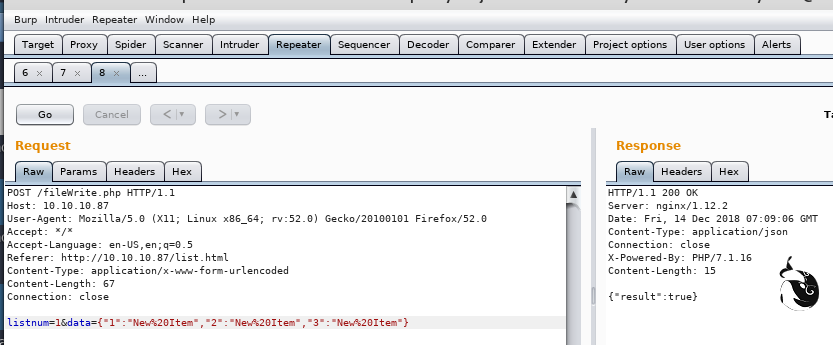 Burp Intruder Repeater Window Help
Target Proxy Spider Scanner Intruder Repeater Sequencer Decoder Comparer Extender Project options User options Alerts
6 × 7 × 8 × ...
Go Cancel < ▼ > ▼
Request
Raw Params Headers Hex
POST /fileWrite.php HTTP/1.1
Host: 10.10.10.87
User-Agent: Mozilla/5.0 (X11; Linux x86_64; rv:52.0) Gecko/20100101 Firefox/52.0
Accept: */*
Accept-Language: en-US,en;q=0.5
Referer: http://10.10.10.87/list.html
Content-Type: application/x-www-form-urlencoded
Content-Length: 67
Connection: close
listnum=1&data={"1":"New%20Item","2":"New%20Item","3":"New%20Item"}
Response
Raw Headers Hex
HTTP/1.1 200 OK
Server: nginx/1.12.2
Date: Fri, 14 Dec 2018 07:09:06 GMT
Content-Type: application/json
Connection: close
X-Powered-By: PHP/7.1.16
Content-Length: 15
{"result":true}